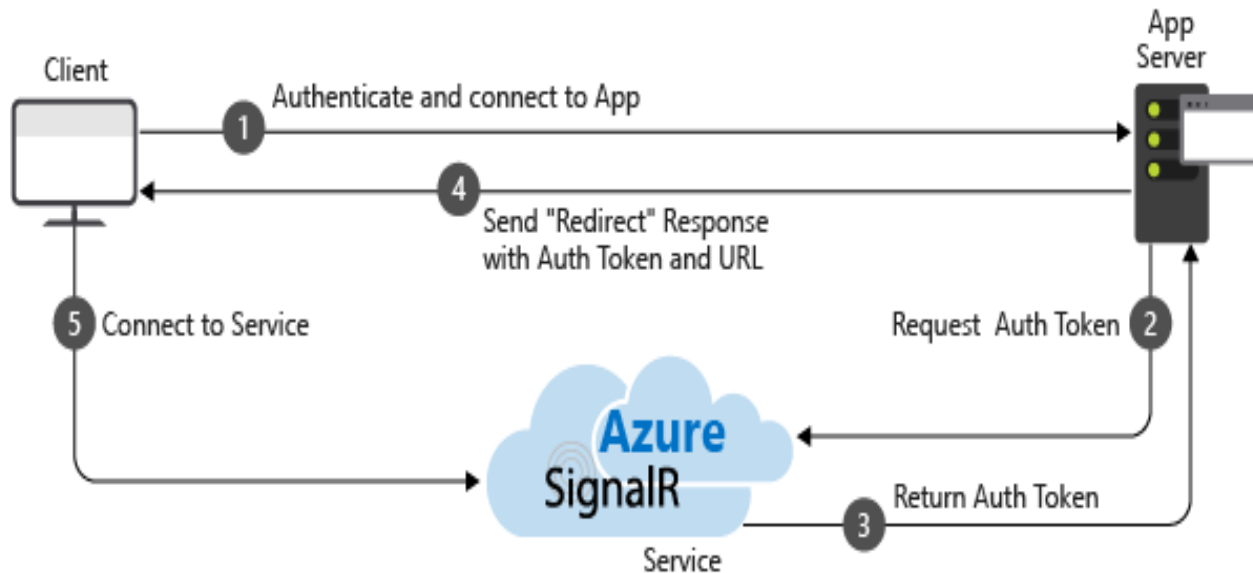 App
Server
Client
Authenticate and connect to App
1
4
Send "Redirect" Response
with Auth Token and URL
5 Connect to Service
Request  Auth Token 2
Azure
SignalR
Return Auth Token
3
Service